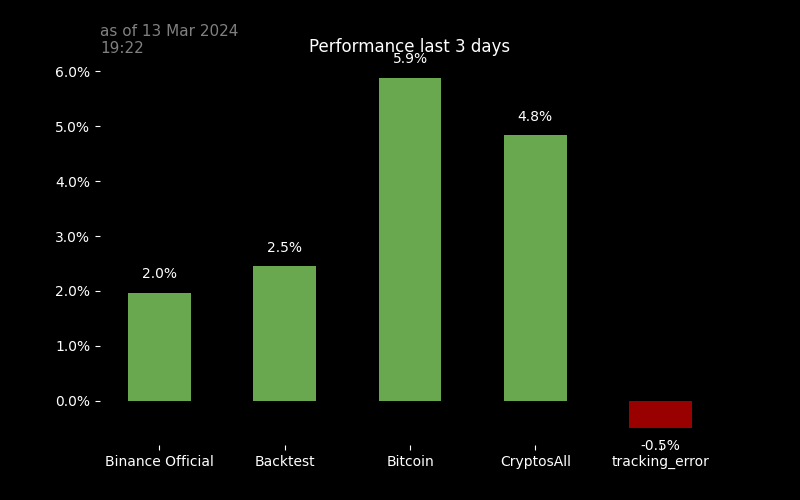 as of 13 Mar 2024
19:22
Performance last 3 days
6.0%
5.0%
4.0%
3.0%
2.0%
1.0%
0.0%
2.0%
2.5%
5.9%
4.8%
-0.5%
Binance Official
Backtest
Bitcoin
CryptosAll
tracking_error